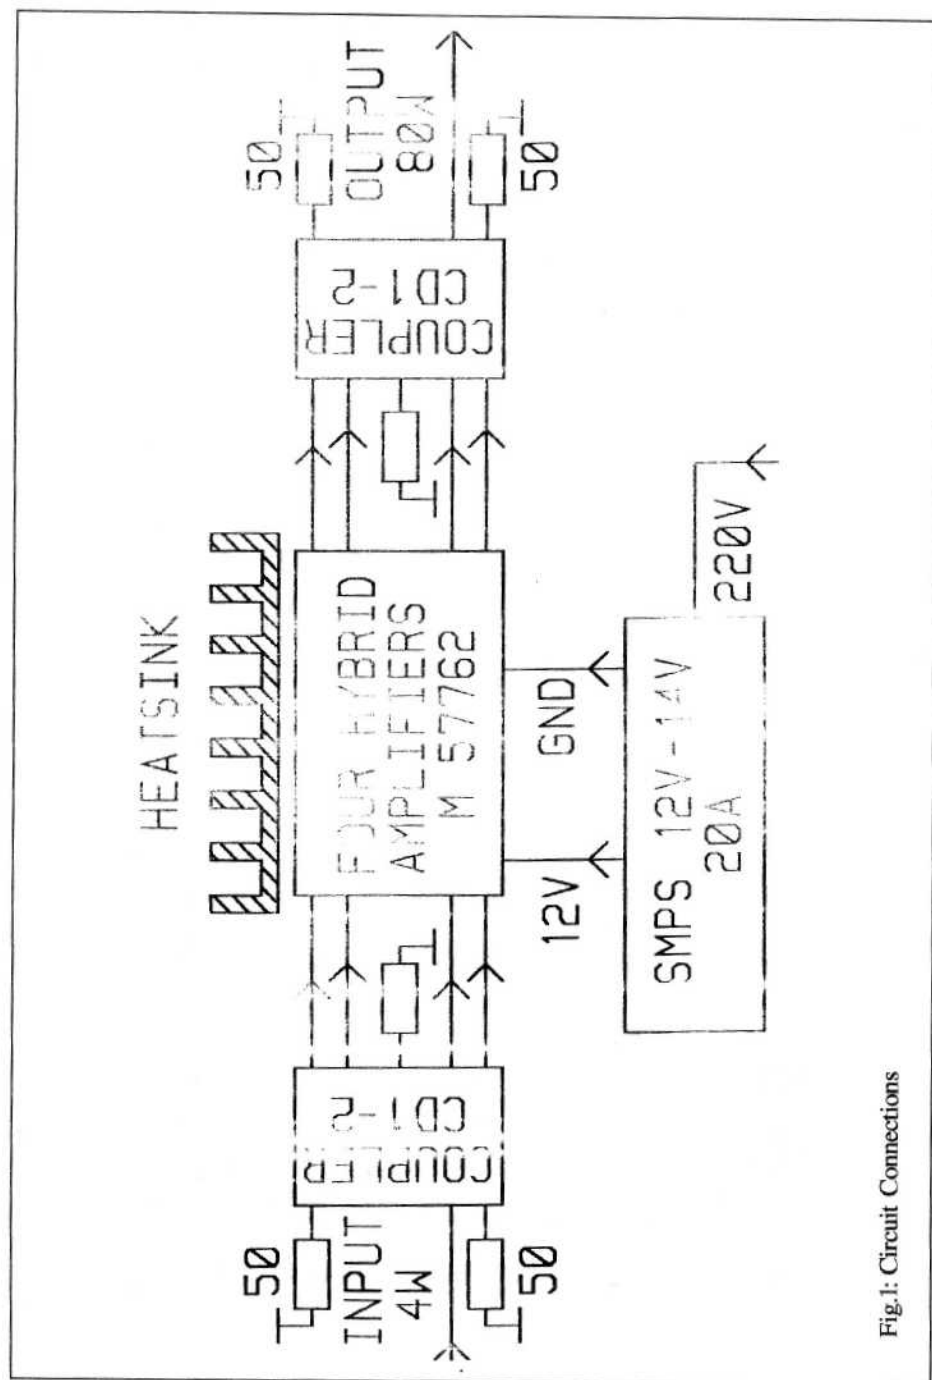 HEATSINK
50
OUTPUT
80W
50
COUPLER
CD1-2
FOUR HYBRID
AMPLIFIERS
M 57762
COUPLER
CD1-2
50
INPUT
4W
50
12V
GND
220V
SMPS 12V-14V
20A
Fig.1: Circuit Connections